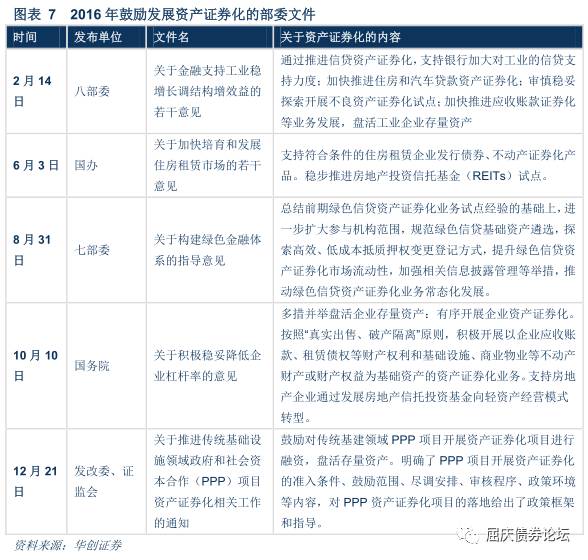 图表 7 2016 年鼓励发展资产证券化的部委文件
时间 发布单位 文件名 关于资产证券化的内容
2 月 14
日
八部委
关于金融支持工业稳
增长调结构增效益的
若干意见
通过推进信贷资产证券化，支持银行加大对工业的信贷支
持力度；加快推进住房和汽车贷款资产证券化；审慎稳妥
探索开展不良资产证券化试点；加快推进应收账款证券化
等业务发展，盘活工业企业存量资产
6 月 3 日
国办
关于加快培育和发展
住房租赁市场的若干
意见
支持符合条件的住房租赁企业发行债券、不动产证券化产
品。稳步推进房地产投资信托基金（REITs）试点。
8 月 31
日
七部委
关于构建绿色金融体
系的指导意见
总结前期绿色信贷资产证券化业务试点经验的基础上，进
一步扩大参与机构范围，规范绿色信贷基础资产遴选，探
索高效、低成本抵质押权变更登记方式，提升绿色信贷资
产证券化市场流动性，加强相关信息披露管理等举措，推
动绿色信贷资产证券化业务常态化发展。
10 月 10
日
国务院
关于积极稳妥降低企
业杠杆率的意见
多措并举盘活企业存量资产：有序开展企业资产证券化。
按照“真实出售、破产隔离”原则，积极开展以企业应收账
款、租赁债权等财产权利和基础设施、商业物业等不动产
财产或财产权益为基础资产的资产证券化业务。支持房地
产企业通过发展房地产信托投资基金向轻资产经营模式
转型。
12 月 21
日
发改委、证
监会
关于推进传统基础设
施领域政府和社会资
本合作（PPP）项目
资产证券化相关工作
的通知
鼓励对传统基建领域 PPP 项目开展资产证券化项目进行
融资，盘活存量资产。明确了 PPP 项目开展资产证券化
的准入条件、鼓励范围、尽调安排、审核程序、政策环境
等内容，对 PPP 资产证券化项目的落地给出了政策框架
和指导。
资料来源：华创证券
屈庆债券论坛